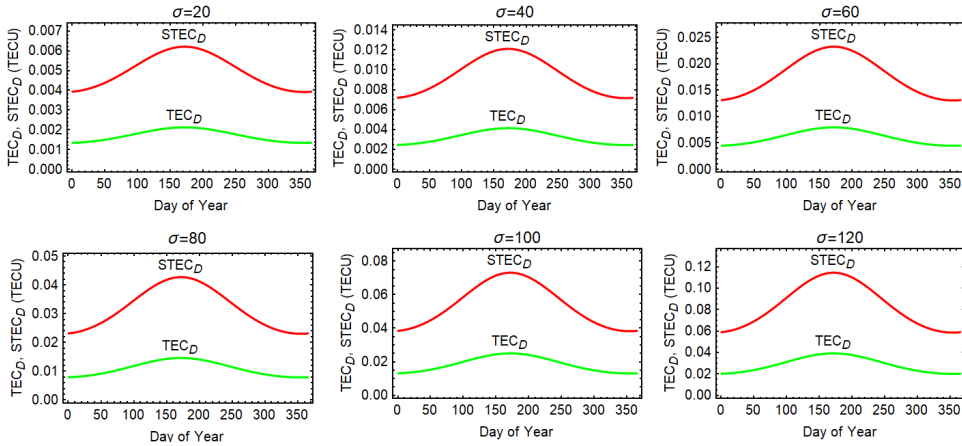 σ=20
TEC_D, STEC_D (TECU)
0.007
0.006
0.005
0.004
0.003
0.002
0.001
0.000
STEC_D
TEC_D
0 50 100 150 200 250 300 350
Day of Year
σ=40
TEC_D, STEC_D (TECU)
0.014
0.012
0.010
0.008
0.006
0.004
0.002
0.000
STEC_D
TEC_D
0 50 100 150 200 250 300 350
Day of Year
σ=60
TEC_D, STEC_D (TECU)
0.025
0.020
0.015
0.010
0.005
0.000
STEC_D
TEC_D
0 50 100 150 200 250 300 350
Day of Year
σ=80
TEC_D, STEC_D (TECU)
0.05
0.04
0.03
0.02
0.01
0.00
STEC_D
TEC_D
0 50 100 150 200 250 300 350
Day of Year
σ=100
TEC_D, STEC_D (TECU)
0.08
0.06
0.04
0.02
0.00
STEC_D
TEC_D
0 50 100 150 200 250 300 350
Day of Year
σ=120
TEC_D, STEC_D (TECU)
0.12
0.10
0.08
0.06
0.04
0.02
0.00
STEC_D
TEC_D
0 50 100 150 200 250 300 350
Day of Year